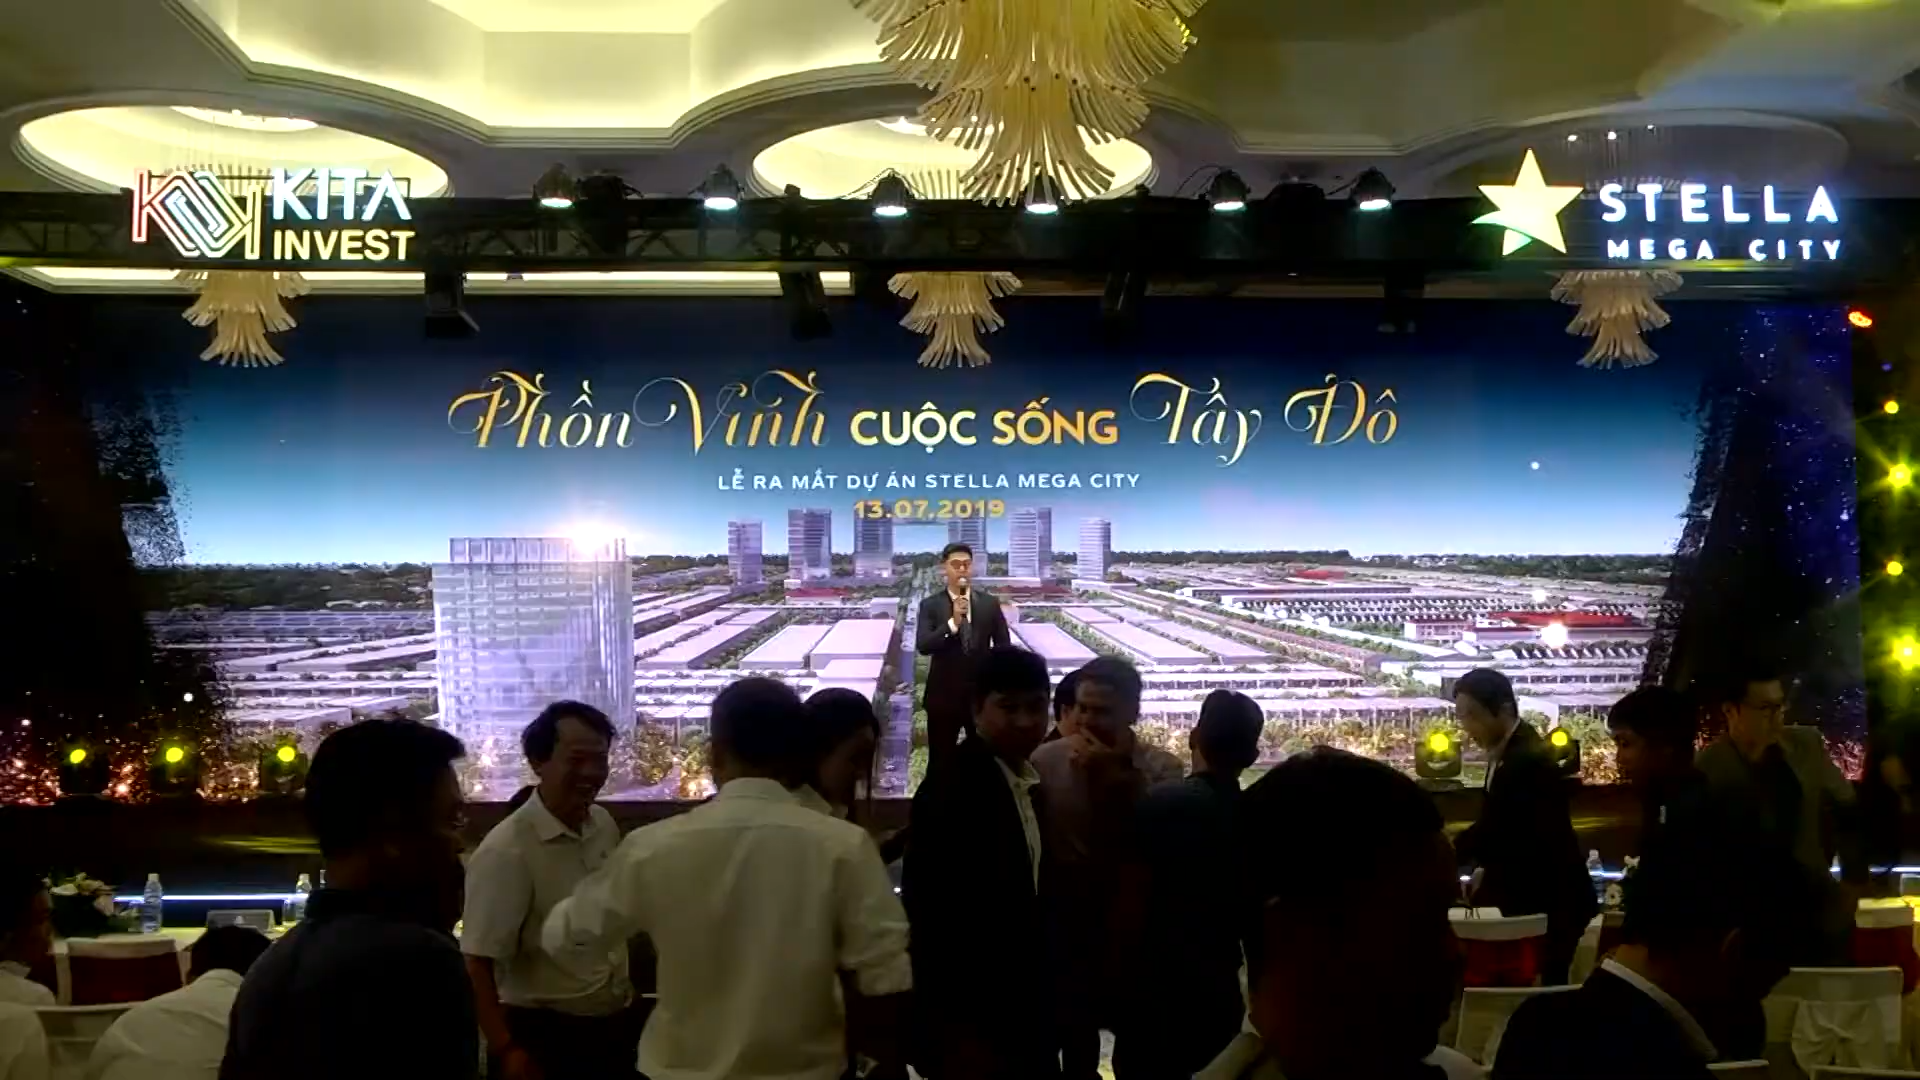 KITA
INVEST
STELLA
MEGA CITY
Phồn Vinh CUỘC SỐNG Tây Đô
LỄ RA MẮT DỰ ÁN STELLA MEGA CITY
13.07.2019